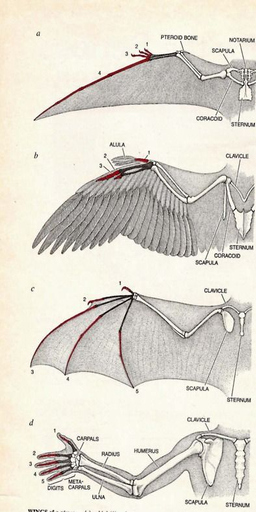 a
PTEROID BONE
NOTARIUM
SCAPULA
3 2 1
4
CORACOID
STERNUM
b
ALULA
2 1
3
CLAVICLE
STERNUM
CORACOID
SCAPULA
c
1
CLAVICLE
2
3
4
5
SCAPULA
STERNUM
d
1
CLAVICLE
CARPALS
2
3
4
5
RADIUS
HUMERUS
DIGITS
META-
CARPALS
ULNA
SCAPULA
STERNUM
WINGS